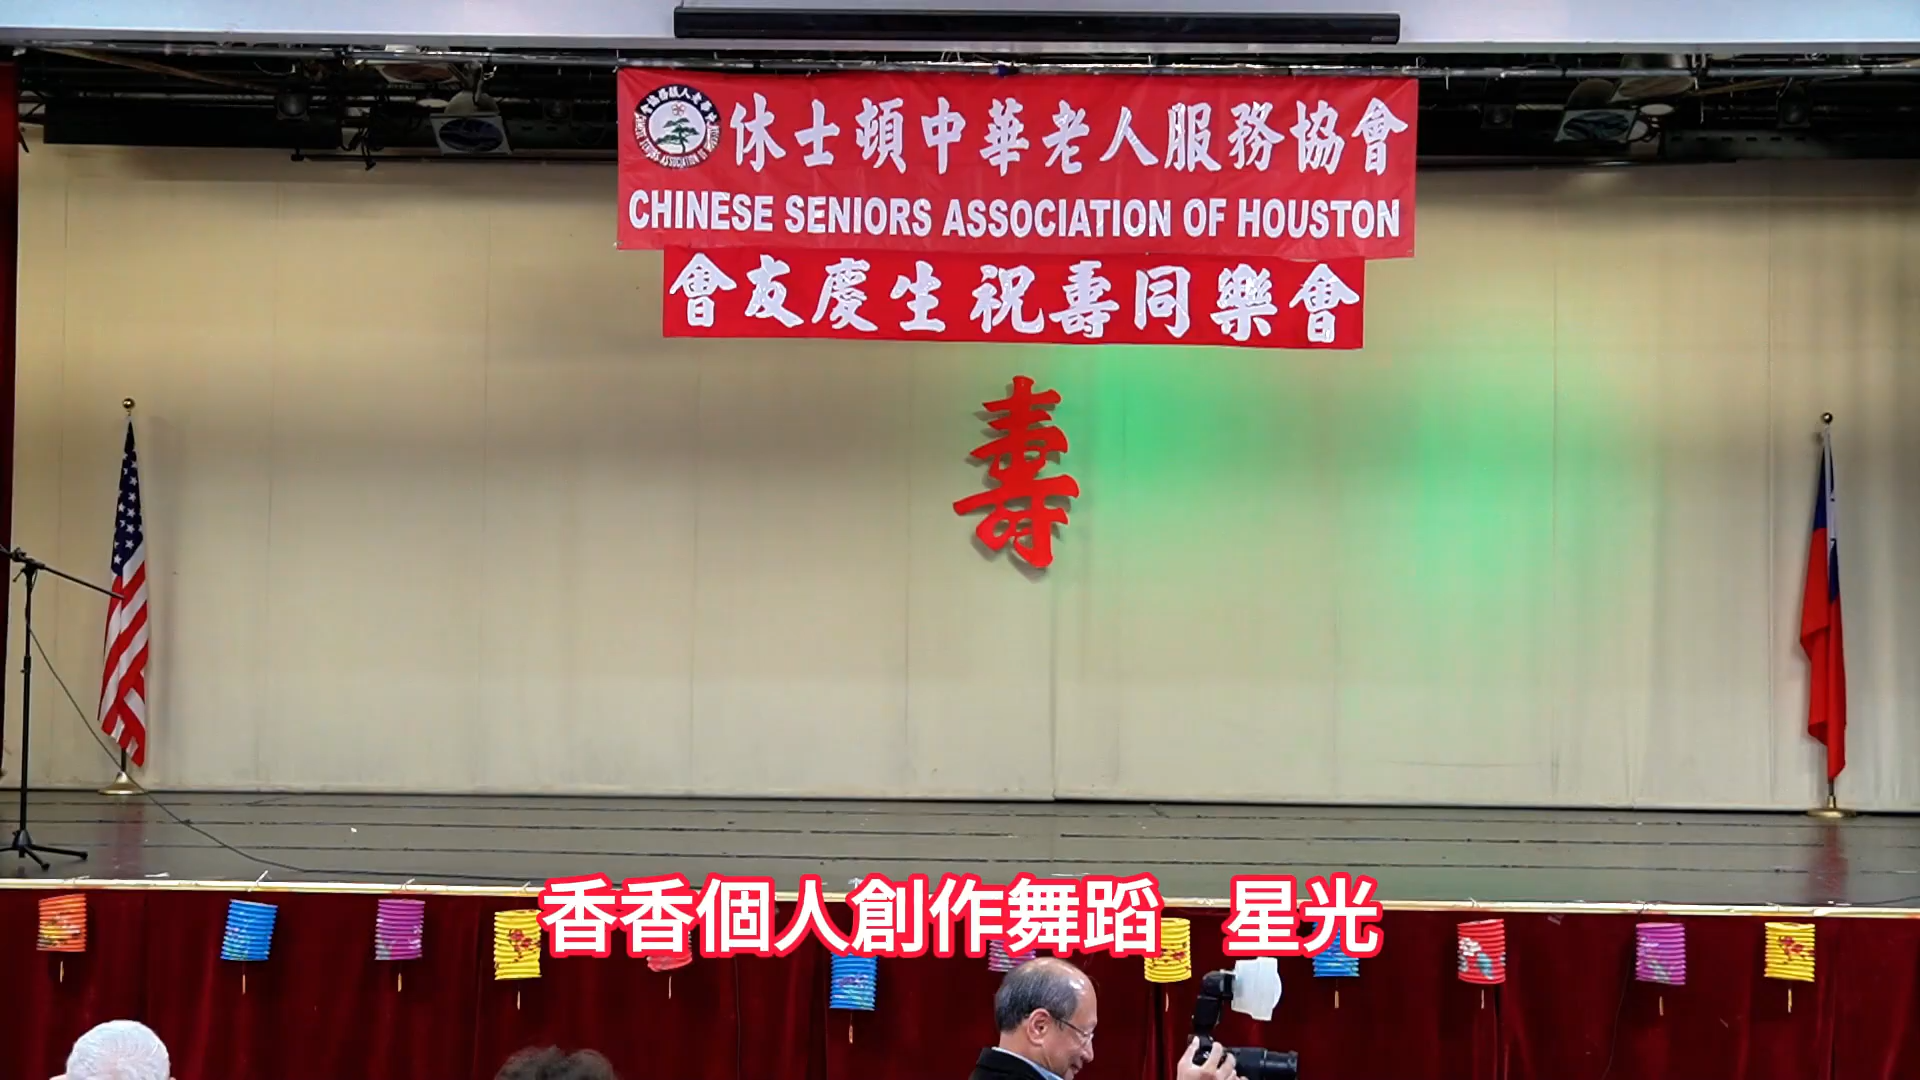 休士頓中華老人服務協會
CHINESE SENIORS ASSOCIATION OF HOUSTON
會友慶生祝壽同樂會
壽
香香個人創作舞蹈 星光